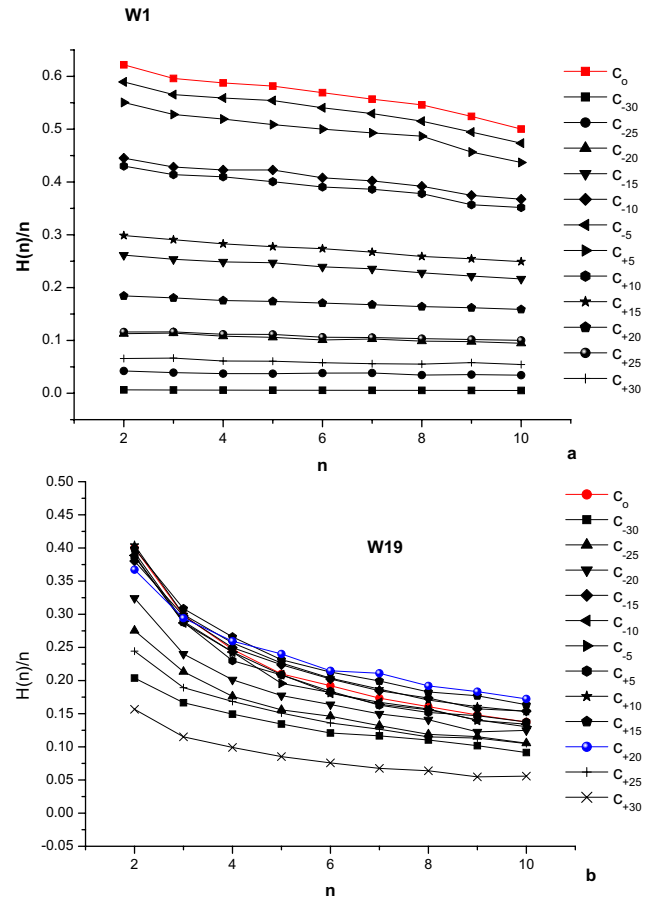 W1
H(n)/n
0.6
0.5
0.4
0.3
0.2
0.1
0.0
2 4 6 8 10
n
a
C₀
C₋₃₀
C₋₂₅
C₋₂₀
C₋₁₅
C₋₁₀
C₋₅
C₊₅
C₊₁₀
C₊₁₅
C₊₂₀
C₊₂₅
C₊₃₀
W19
H(n)/n
0.50
0.45
0.40
0.35
0.30
0.25
0.20
0.15
0.10
0.05
0.00
-0.05
2 4 6 8 10
n
b
C₀
C₋₃₀
C₋₂₅
C₋₂₀
C₋₁₅
C₋₁₀
C₋₅
C₊₅
C₊₁₀
C₊₁₅
C₊₂₀
C₊₂₅
C₊₃₀